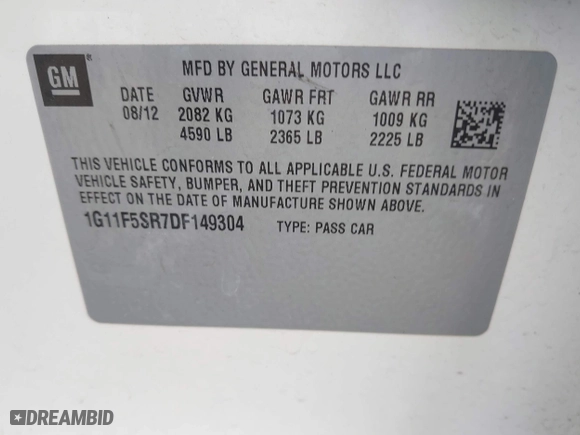 GM
MFD BY GENERAL MOTORS LLC
DATE GVWR GAWR FRT GAWR RR
08/12 2082 KG 1073 KG 1009 KG
4590 LB 2365 LB 2225 LB
THIS VEHICLE CONFORMS TO ALL APPLICABLE U.S. FEDERAL MOTOR
VEHICLE SAFETY, BUMPER, AND THEFT PREVENTION STANDARDS IN
EFFECT ON THE DATE OF MANUFACTURE SHOWN ABOVE.
1G11F5SR7DF149304 TYPE: PASS CAR
DREAMBID